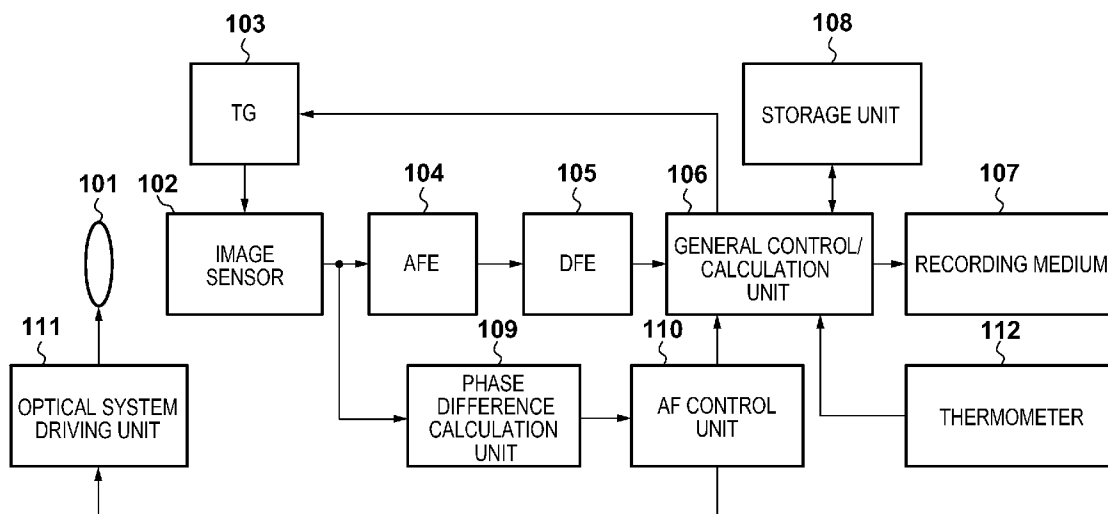 103
108
TG
STORAGE UNIT
101
102
104
105
106
107
IMAGE
SENSOR
AFE
DFE
GENERAL CONTROL/
CALCULATION
UNIT
RECORDING MEDIUM
111
109
110
112
OPTICAL SYSTEM
DRIVING UNIT
PHASE
DIFFERENCE
CALCULATION
UNIT
AF CONTROL
UNIT
THERMOMETER